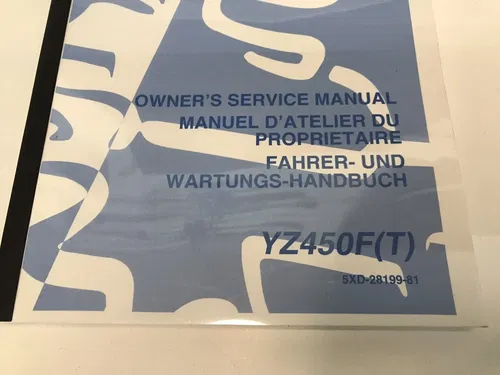 OWNER'S SERVICE MANUAL
MANUEL D'ATELIER DU
PROPRIETAIRE
FAHRER- UND
WARTUNGS-HANDBUCH
YZ450F(T)
5XD-28199-81